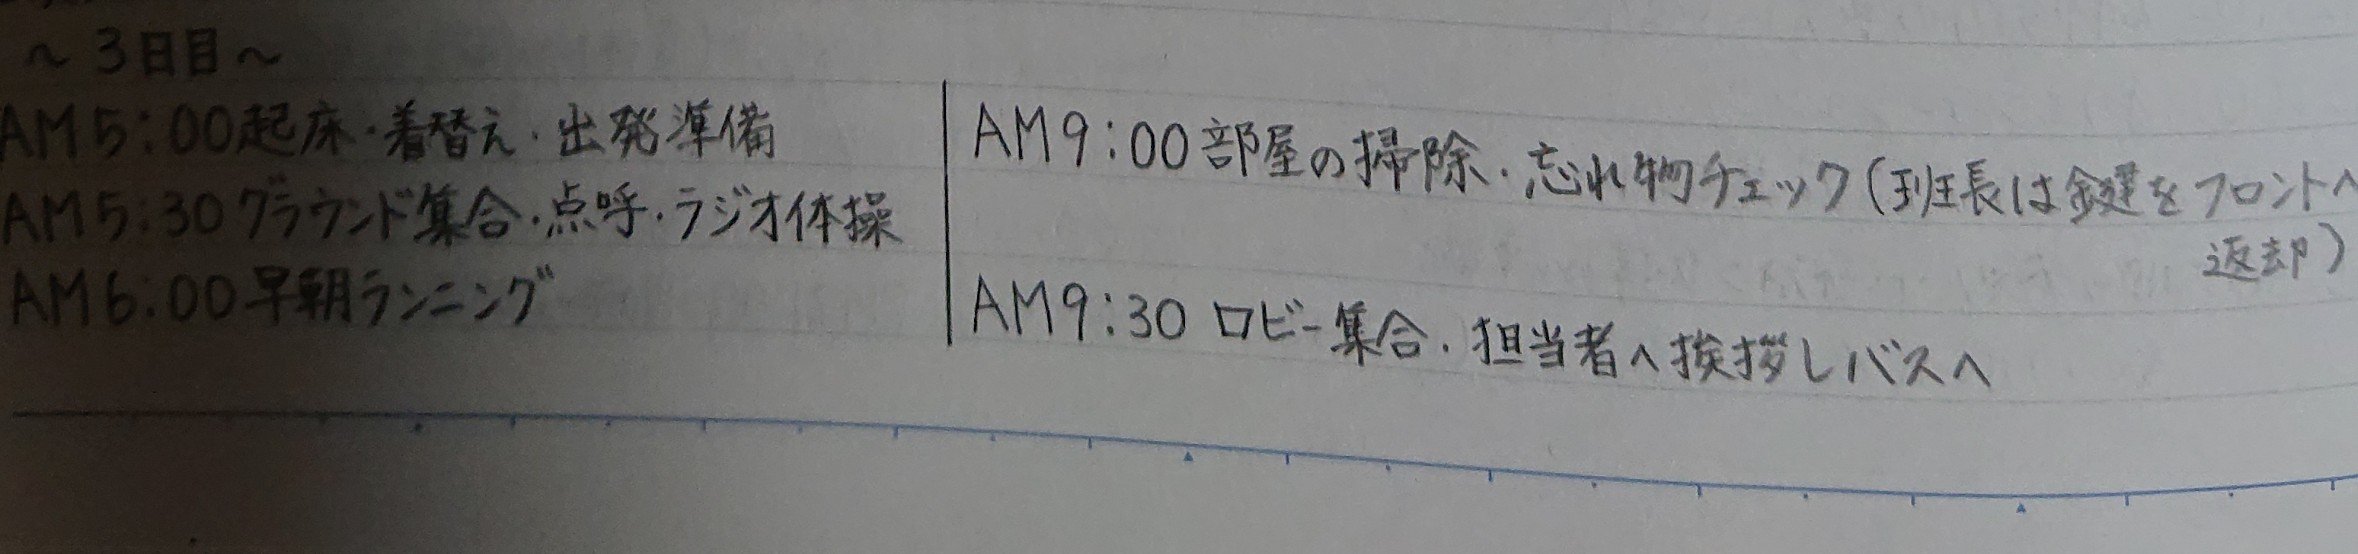 ～3日目～
AM5:00起床・着替え・出発準備
AM5:30グラウンド集合・点呼・ラジオ体操
AM6:00早朝ランニング
AM9:00部屋の掃除・忘れ物チェック(班長は鍵をフロントへ
返却)
AM9:30 ロビー集合・担当者へ挨拶しバスへ